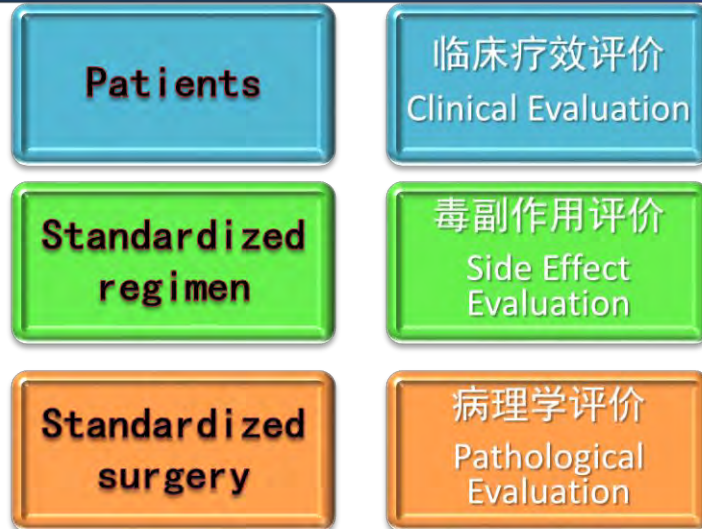 Patients
临床疗效评价
Clinical Evaluation
Standardized
regimen
毒副作用评价
Side Effect
Evaluation
Standardized
surgery
病理学评价
Pathological
Evaluation